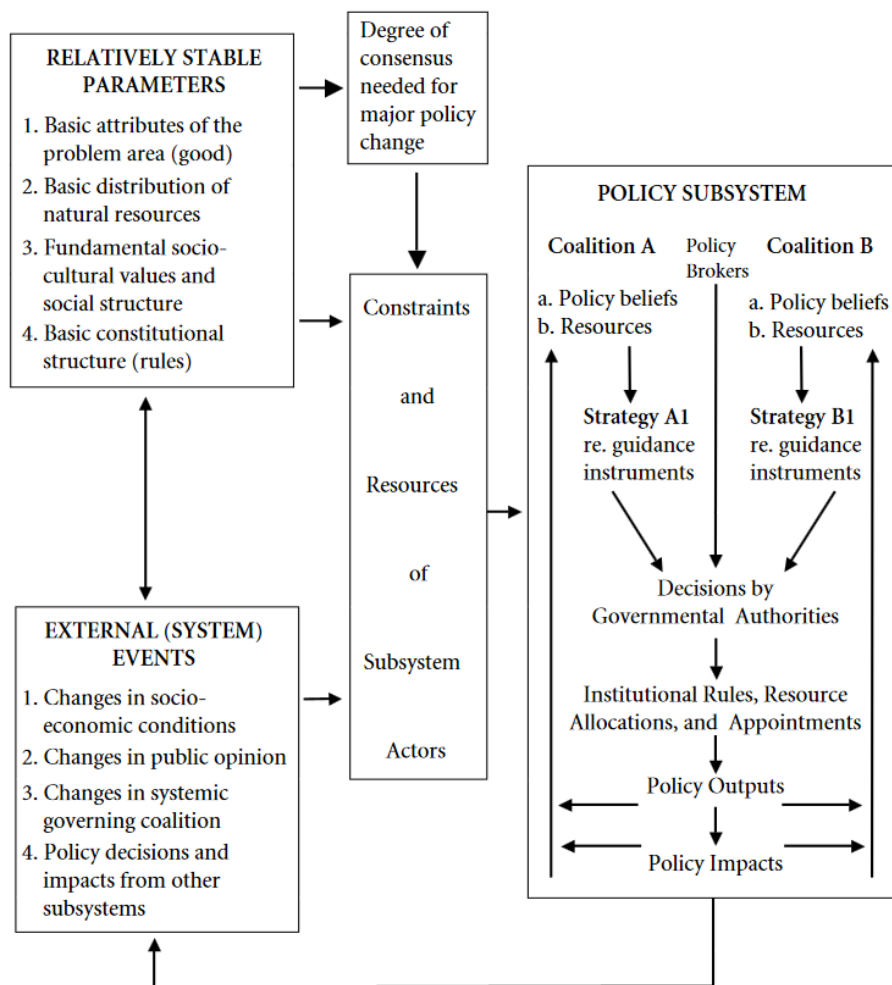 RELATIVELY STABLE
PARAMETERS
1. Basic attributes of the
problem area (good)
2. Basic distribution of
natural resources
3. Fundamental socio-
cultural values and
social structure
4. Basic constitutional
structure (rules)
Degree of
consensus
needed for
major policy
change
EXTERNAL (SYSTEM)
EVENTS
1. Changes in socio-
economic conditions
2. Changes in public opinion
3. Changes in systemic
governing coalition
4. Policy decisions and
impacts from other
subsystems
Constraints
and
Resources
of
Subsystem
Actors
POLICY SUBSYSTEM
Coalition A
a. Policy beliefs
b. Resources
Strategy A1
re. guidance
instruments
Policy
Brokers
Coalition B
a. Policy beliefs
b. Resources
Strategy B1
re. guidance
instruments
Decisions by
Governmental Authorities
Institutional Rules, Resource
Allocations, and Appointments
Policy Outputs
Policy Impacts